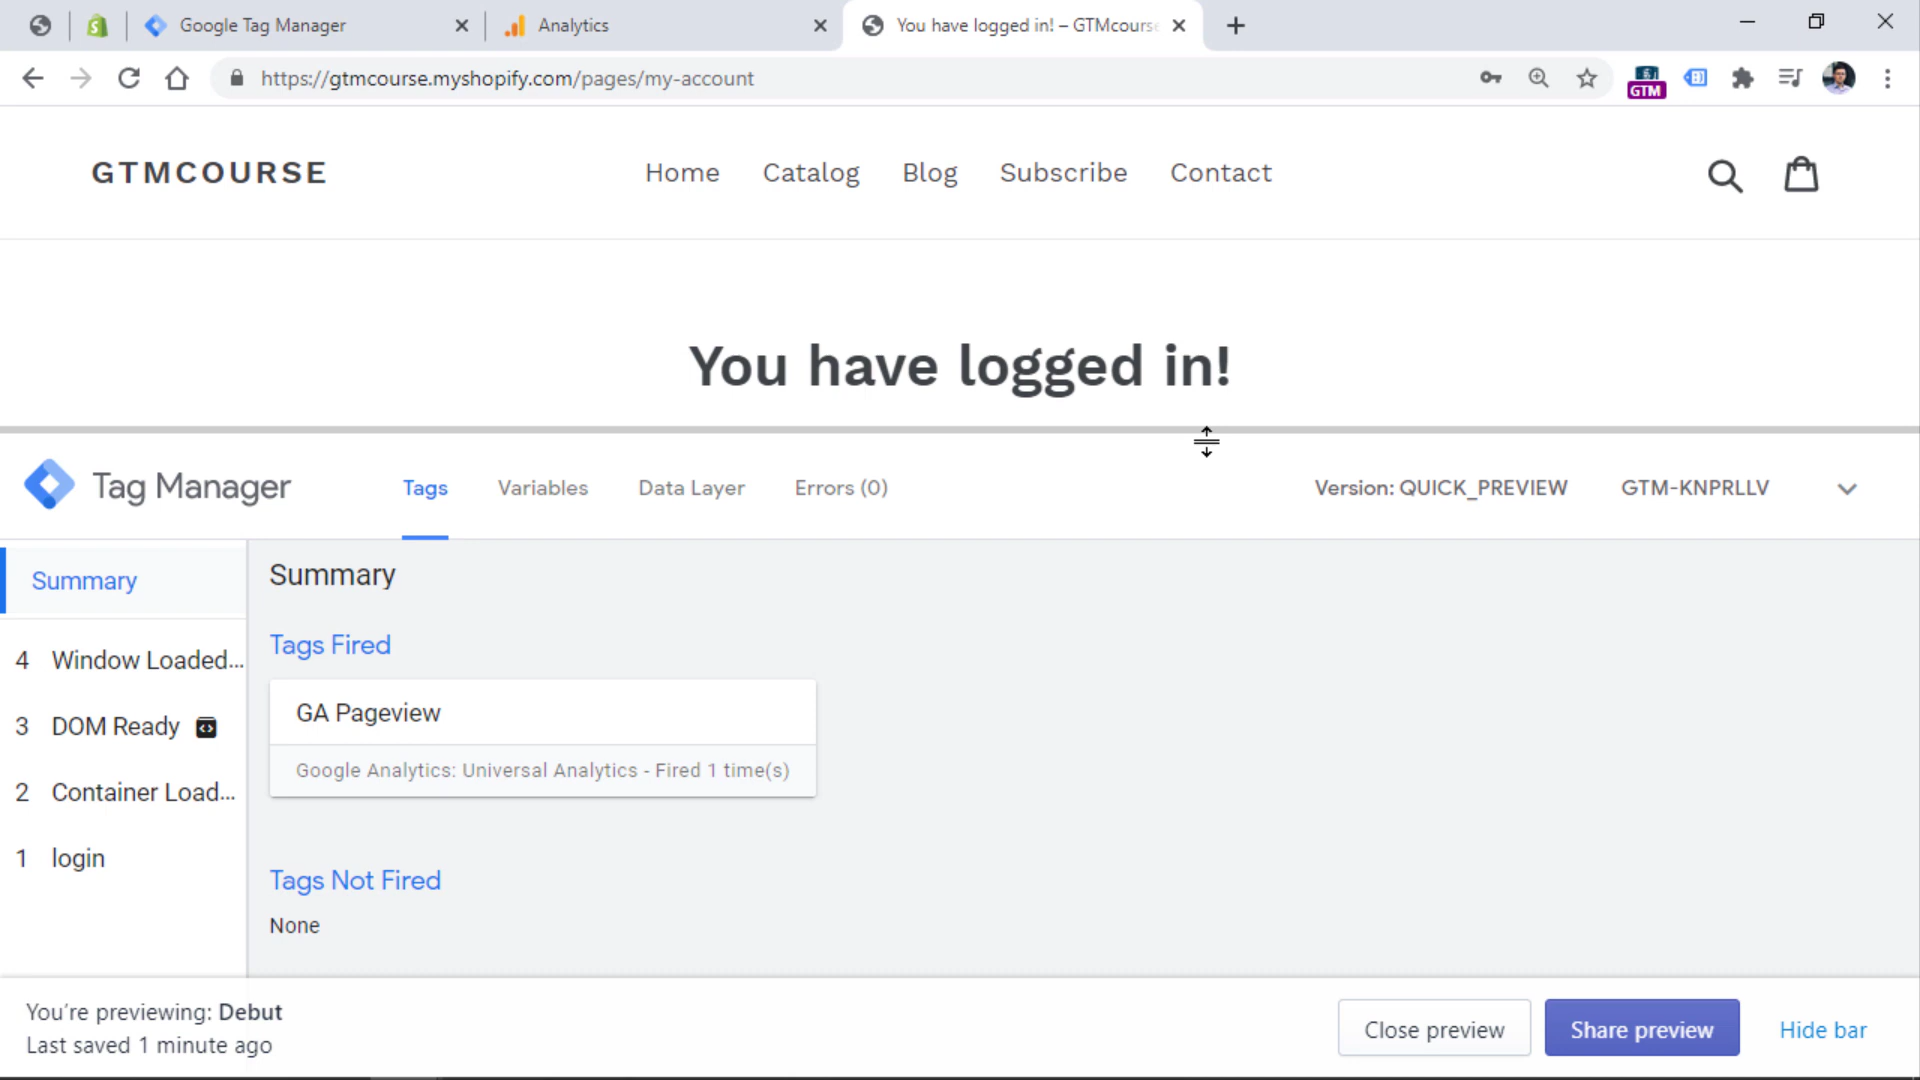 Google Tag Manager
Analytics
You have logged in! – GTMcourse
https://gtmcourse.myshopify.com/pages/my-account
GTM
GTMCOURSE
Home
Catalog
Blog
Subscribe
Contact
You have logged in!
Tag Manager
Tags
Variables
Data Layer
Errors (0)
Version: QUICK_PREVIEW
GTM-KNPRLLV
Summary
4 Window Loaded...
3 DOM Ready
2 Container Load...
1 login
Summary
Tags Fired
GA Pageview
Google Analytics: Universal Analytics - Fired 1 time(s)
Tags Not Fired
None
You’re previewing: Debut
Last saved 1 minute ago
Close preview
Share preview
Hide bar